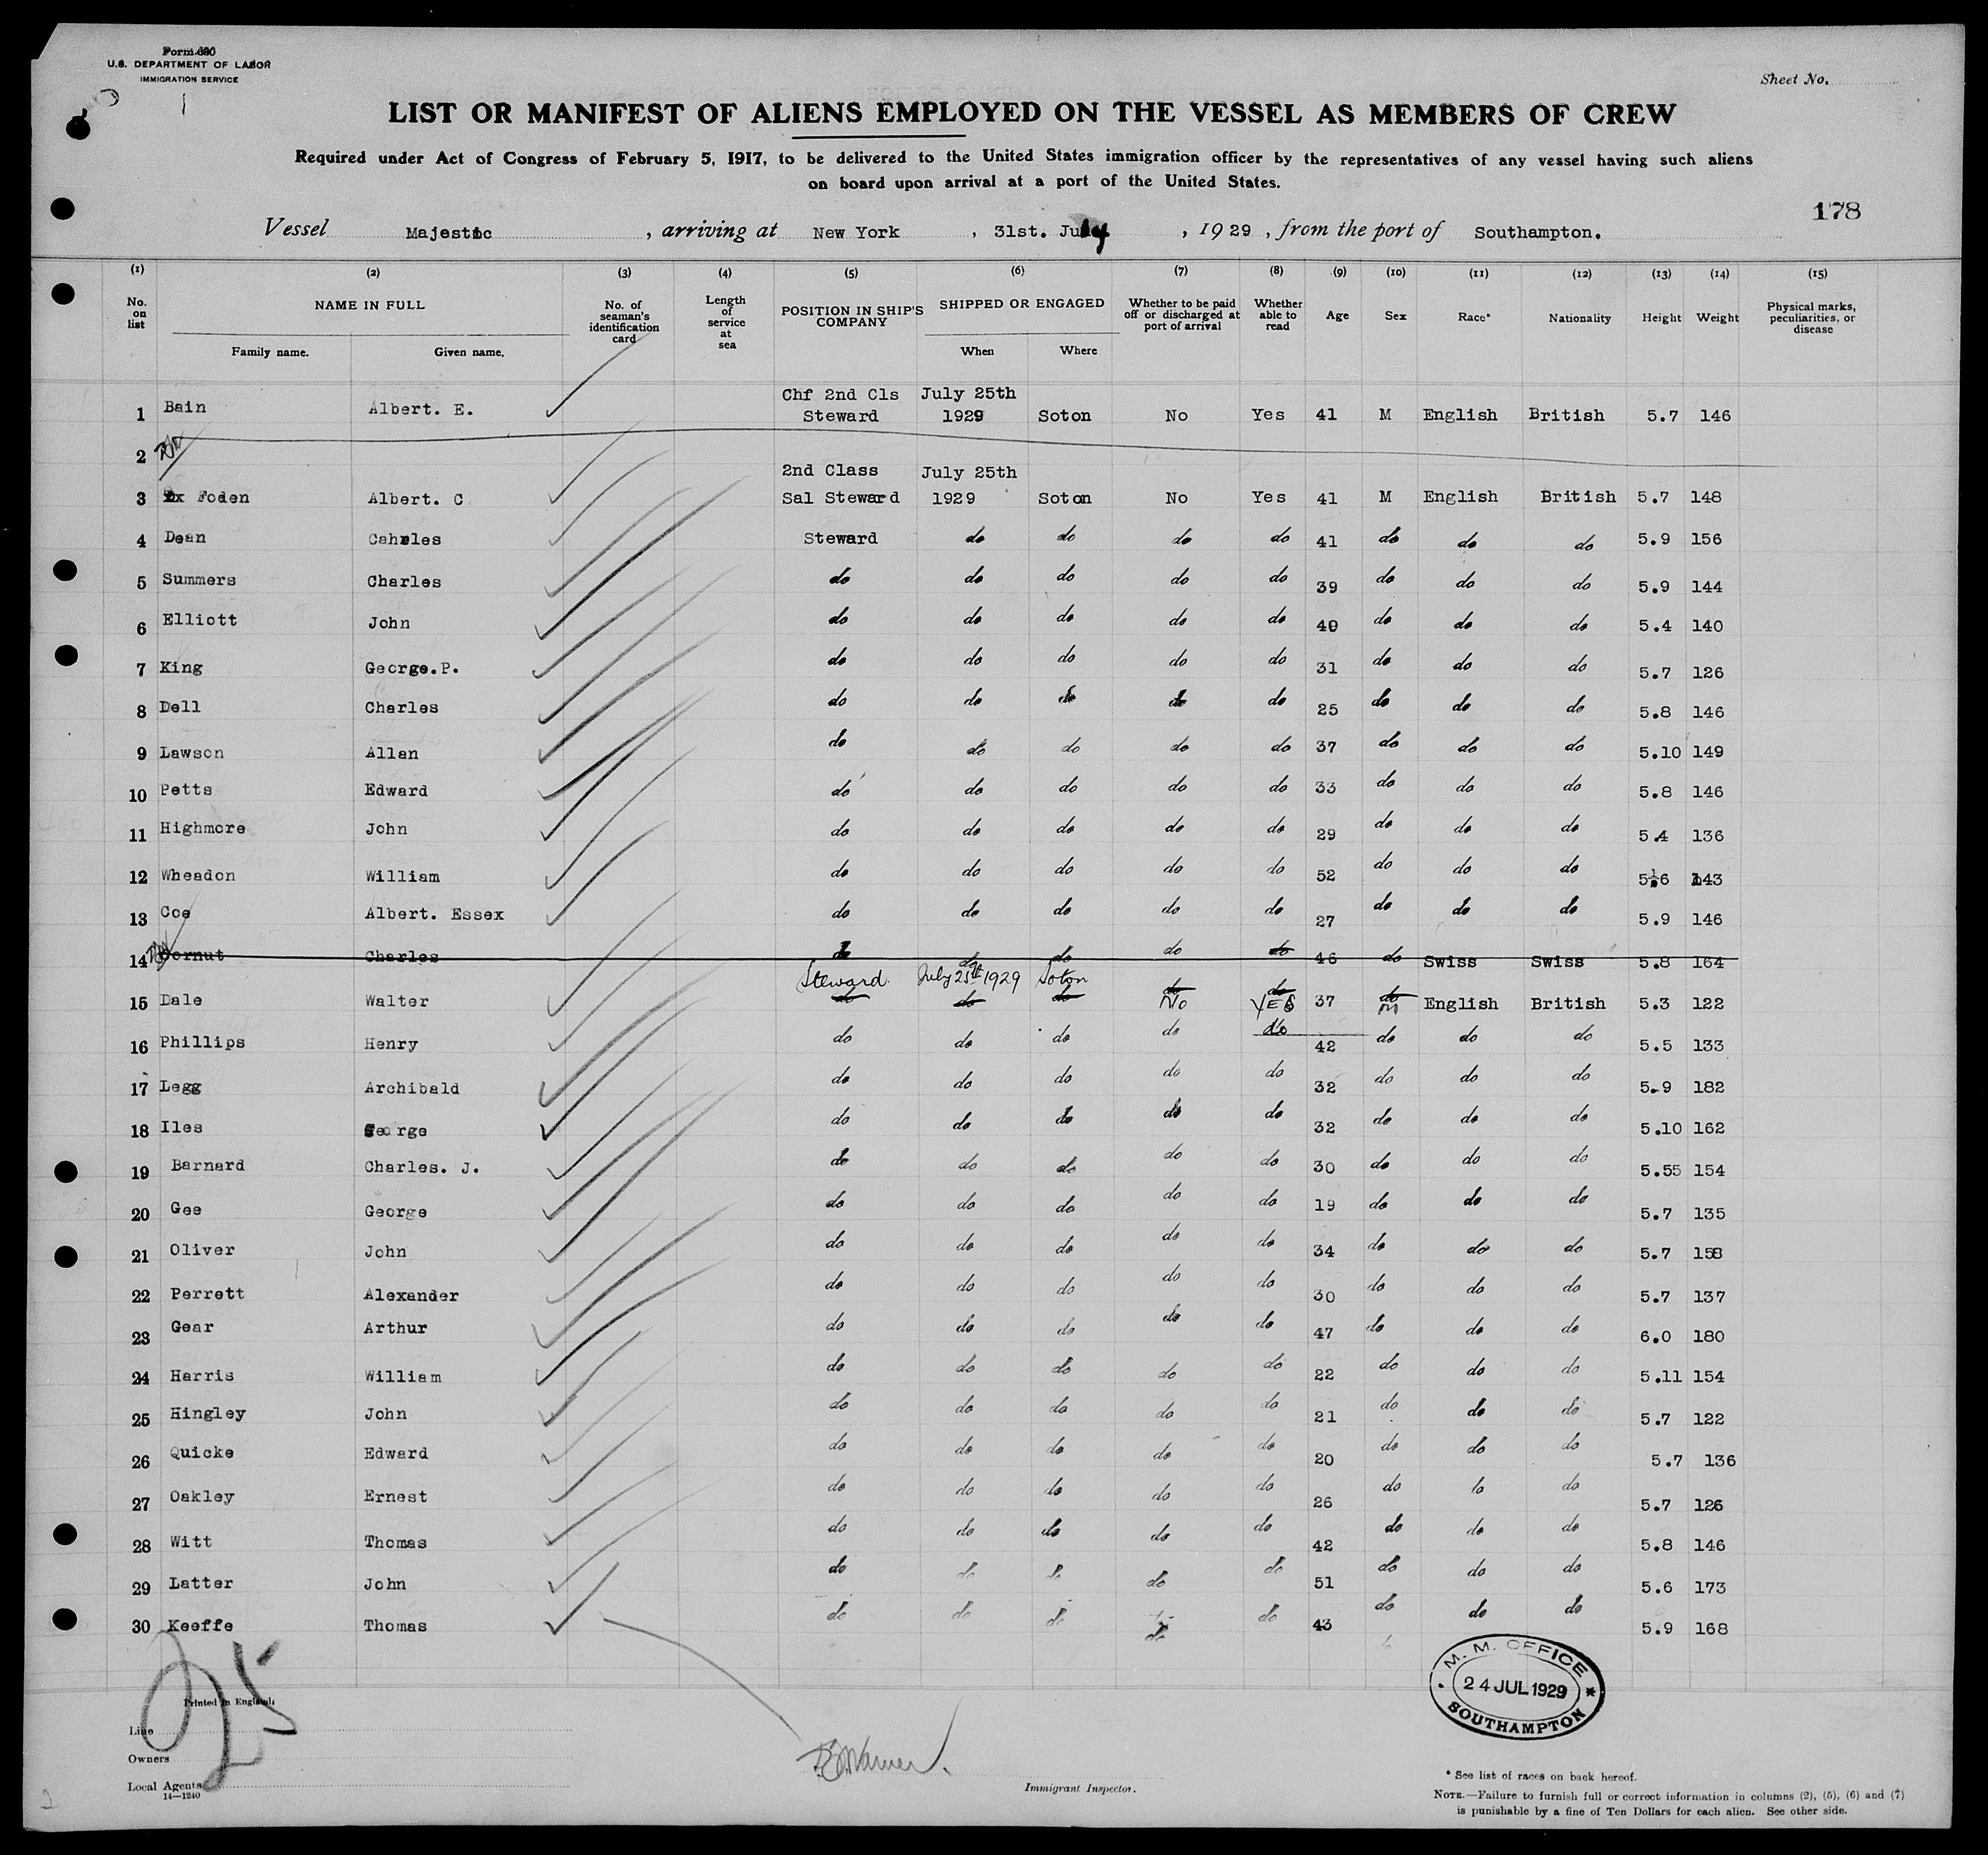 Form 680
U.S. DEPARTMENT OF LABOR
IMMIGRATION SERVICE
Sheet No.
LIST OR MANIFEST OF ALIENS EMPLOYED ON THE VESSEL AS MEMBERS OF CREW
Required under Act of Congress of February 5, 1917, to be delivered to the United States immigration officer by the representatives of any vessel having such aliens
on board upon arrival at a port of the United States.
178
Vessel Majestic , arriving at New York , 31st. July , 1929 , from the port of Southampton.
(1) (2) (3) (4) (5) (6) (7) (8) (9) (10) (11) (12) (13) (14) (15)
No. on list NAME IN FULL Family name. Given name. No. of seaman's identification card Length of service at sea POSITION IN SHIP'S COMPANY SHIPPED OR ENGAGED When Where Whether to be paid off or discharged at port of arrival Whether able to read Age Sex Race* Nationality Height Weight Physical marks, peculiarities, or disease
1 Bain Albert. E. Chf 2nd Cls Steward July 25th 1929 Soton No Yes 41 M English British 5.7 146
2
3 Foden Albert. C 2nd Class Sal Steward July 25th 1929 Soton No Yes 41 M English British 5.7 148
4 Dean Cahrles Steward do do do do 41 do do do 5.9 156
5 Summers Charles do do do do do 39 do do do 5.9 144
6 Elliott John do do do do do 40 do do do 5.4 140
7 King George.P. do do do do do 31 do do do 5.7 126
8 Dell Charles do do do do do 25 do do do 5.8 146
9 Lawson Allan do do do do do 37 do do do 5.10 149
10 Petts Edward do do do do do 33 do do do 5.8 146
11 Highmore John do do do do do 29 do do do 5.4 136
12 Wheadon William do do do do do 52 do do do 143
13 Coe Albert. Essex do do do do do 27 do do do 5.9 146
14 Cornut Charles do do do do do 46 do Swiss Swiss 5.8 164
Steward July 25th 1929 Soton
15 Dale Walter do do do do No do YES 37 do m English British 5.3 122
16 Phillips Henry do do do do do 42 do do do 5.5 133
17 Legg Archibald do do do do do 32 do do do 5.9 182
18 Iles George do do do do do 32 do do do 5.10 162
19 Barnard Charles. J. do do do do do 30 do do do 5.55 154
20 Gee George do do do do do 19 do do do 5.7 135
21 Oliver John do do do do do 34 do do do 5.7 158
22 Perrett Alexander do do do do do 30 do do do 5.7 137
23 Gear Arthur do do do do do 47 do do do 6.0 180
24 Harris William do do do do do 22 do do do 5.11 154
25 Hingley John do do do do do 21 do do do 5.7 122
26 Quicke Edward do do do do do 20 do do do 5.7 136
27 Oakley Ernest do do do do do 26 do do do 5.7 126
28 Witt Thomas do do do do do 42 do do do 5.8 146
29 Latter John do do do do do 51 do do do 5.6 173
30 Keeffe Thomas do do do do do 43 do do do 5.9 168
25
M. M. OFFICE
24 JUL 1929
SOUTHAMPTON
Printed in England.
Line
Owners
Local Agents
14—1240
Immigrant Inspector.
* See list of races on back hereof.
NOTE.—Failure to furnish full or correct information in columns (2), (5), (6) and (7)
is punishable by a fine of Ten Dollars for each alien. See other side.